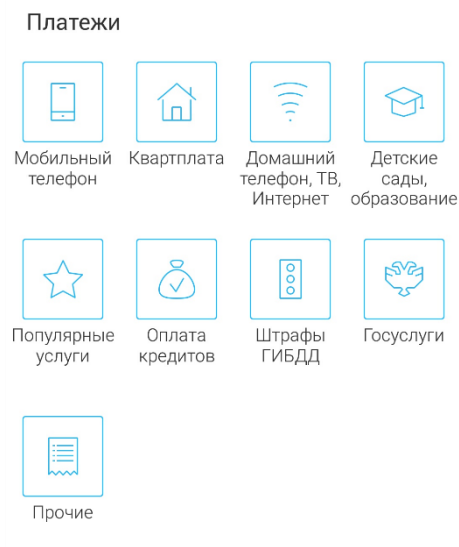 Платежи
Мобильный
телефон
Квартплата
Домашний
телефон, ТВ,
Интернет
Детские
сады,
образование
Популярные
услуги
Оплата
кредитов
Штрафы
ГИБДД
Госуслуги
Прочие